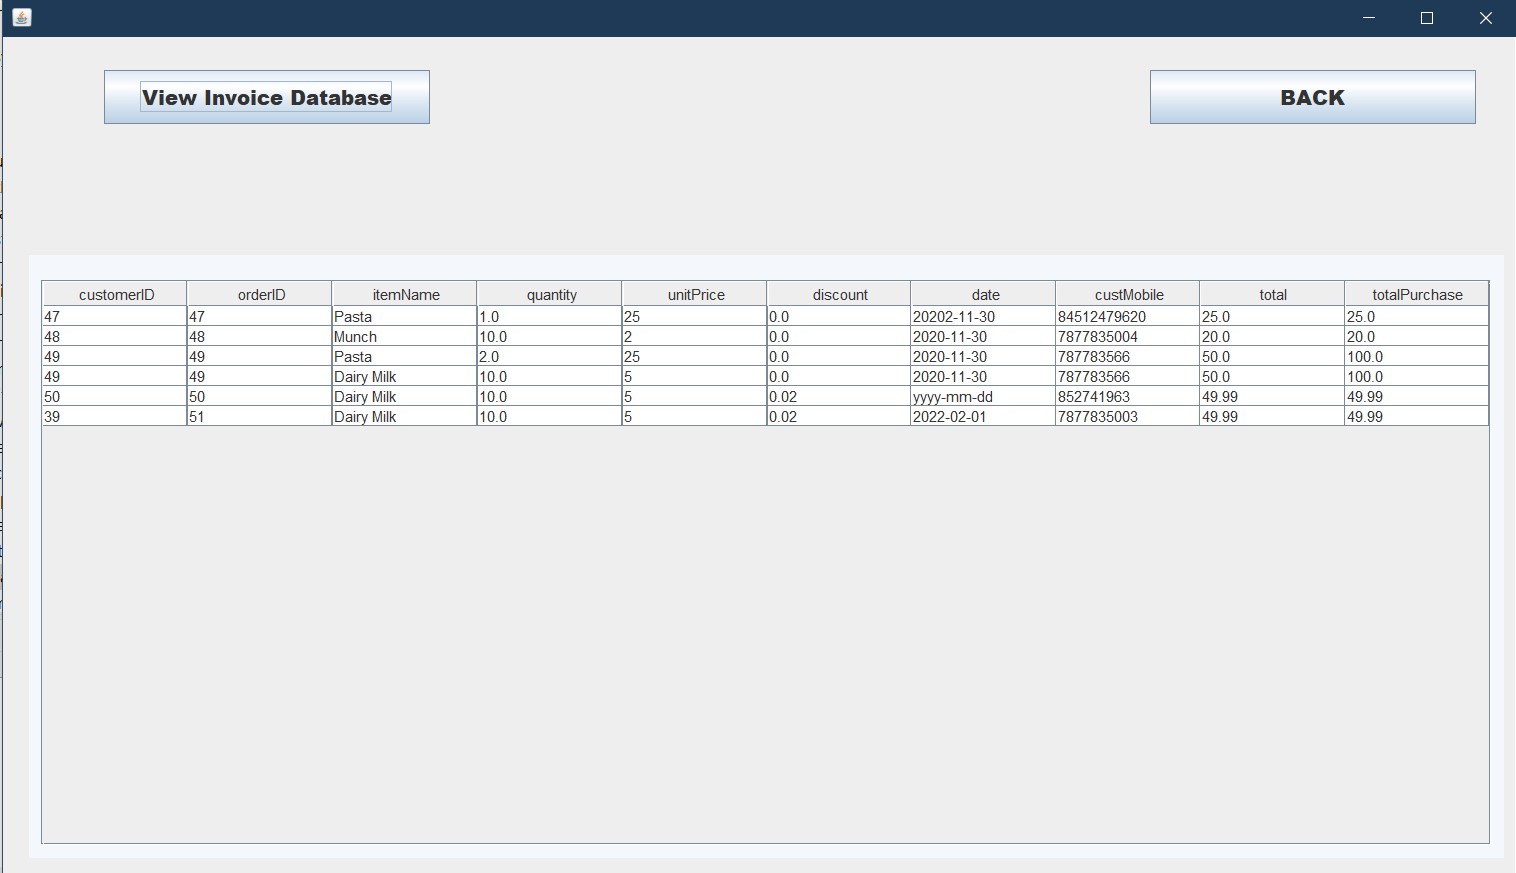 View Invoice Database BACK
customerID orderID itemName quantity unitPrice discount date custMobile total totalPurchase
47 47 Pasta 1.0 25 0.0 20202-11-30 84512479620 25.0 25.0
48 48 Munch 10.0 2 0.0 2020-11-30 7877835004 20.0 20.0
49 49 Pasta 2.0 25 0.0 2020-11-30 787783566 50.0 100.0
49 49 Dairy Milk 10.0 5 0.0 2020-11-30 787783566 50.0 100.0
50 50 Dairy Milk 10.0 5 0.02 yyyy-mm-dd 852741963 49.99 49.99
39 51 Dairy Milk 10.0 5 0.02 2022-02-01 7877835003 49.99 49.99